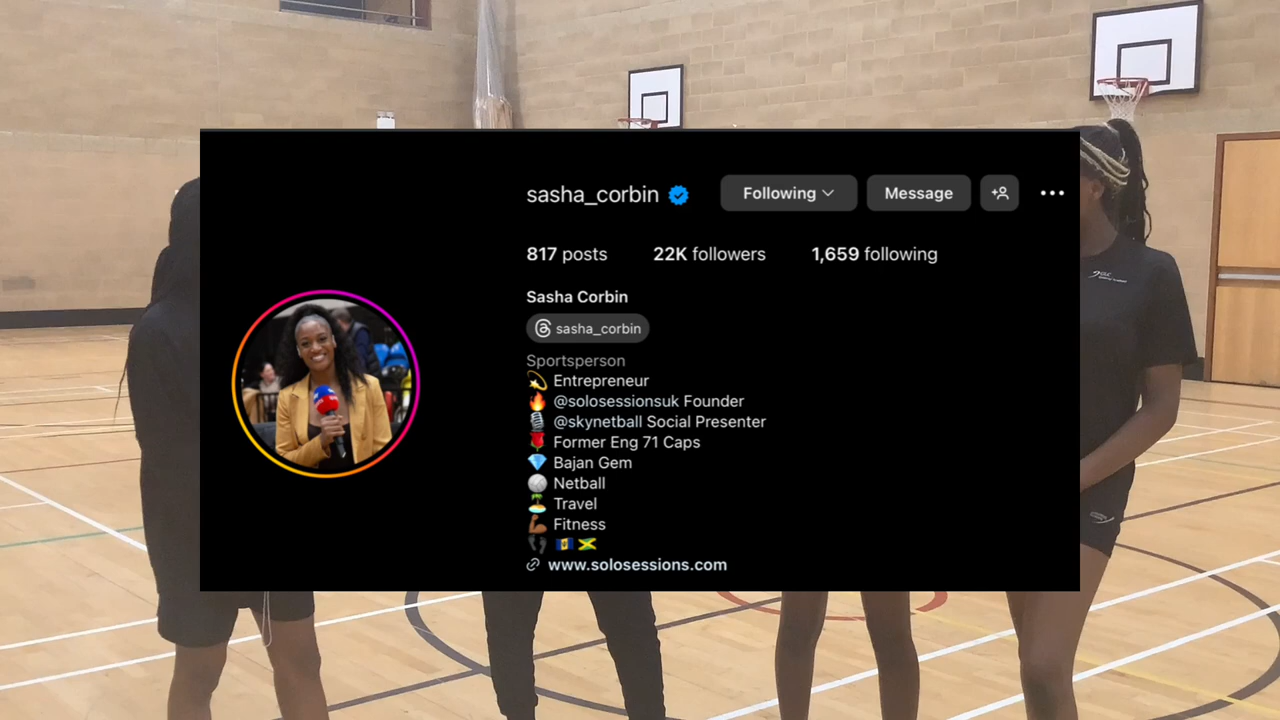 sasha_corbin
Following
Message
817 posts
22K followers
1,659 following
Sasha Corbin
sasha_corbin
Sportsperson
💫 Entrepreneur
🔥 @solosessionsuk Founder
🎙️ @skynetball Social Presenter
🌹 Former Eng 71 Caps
💎 Bajan Gem
🏐 Netball
🏝️ Travel
💪🏾 Fitness
👣 🇧🇧 🇯🇲
www.solosessions.com